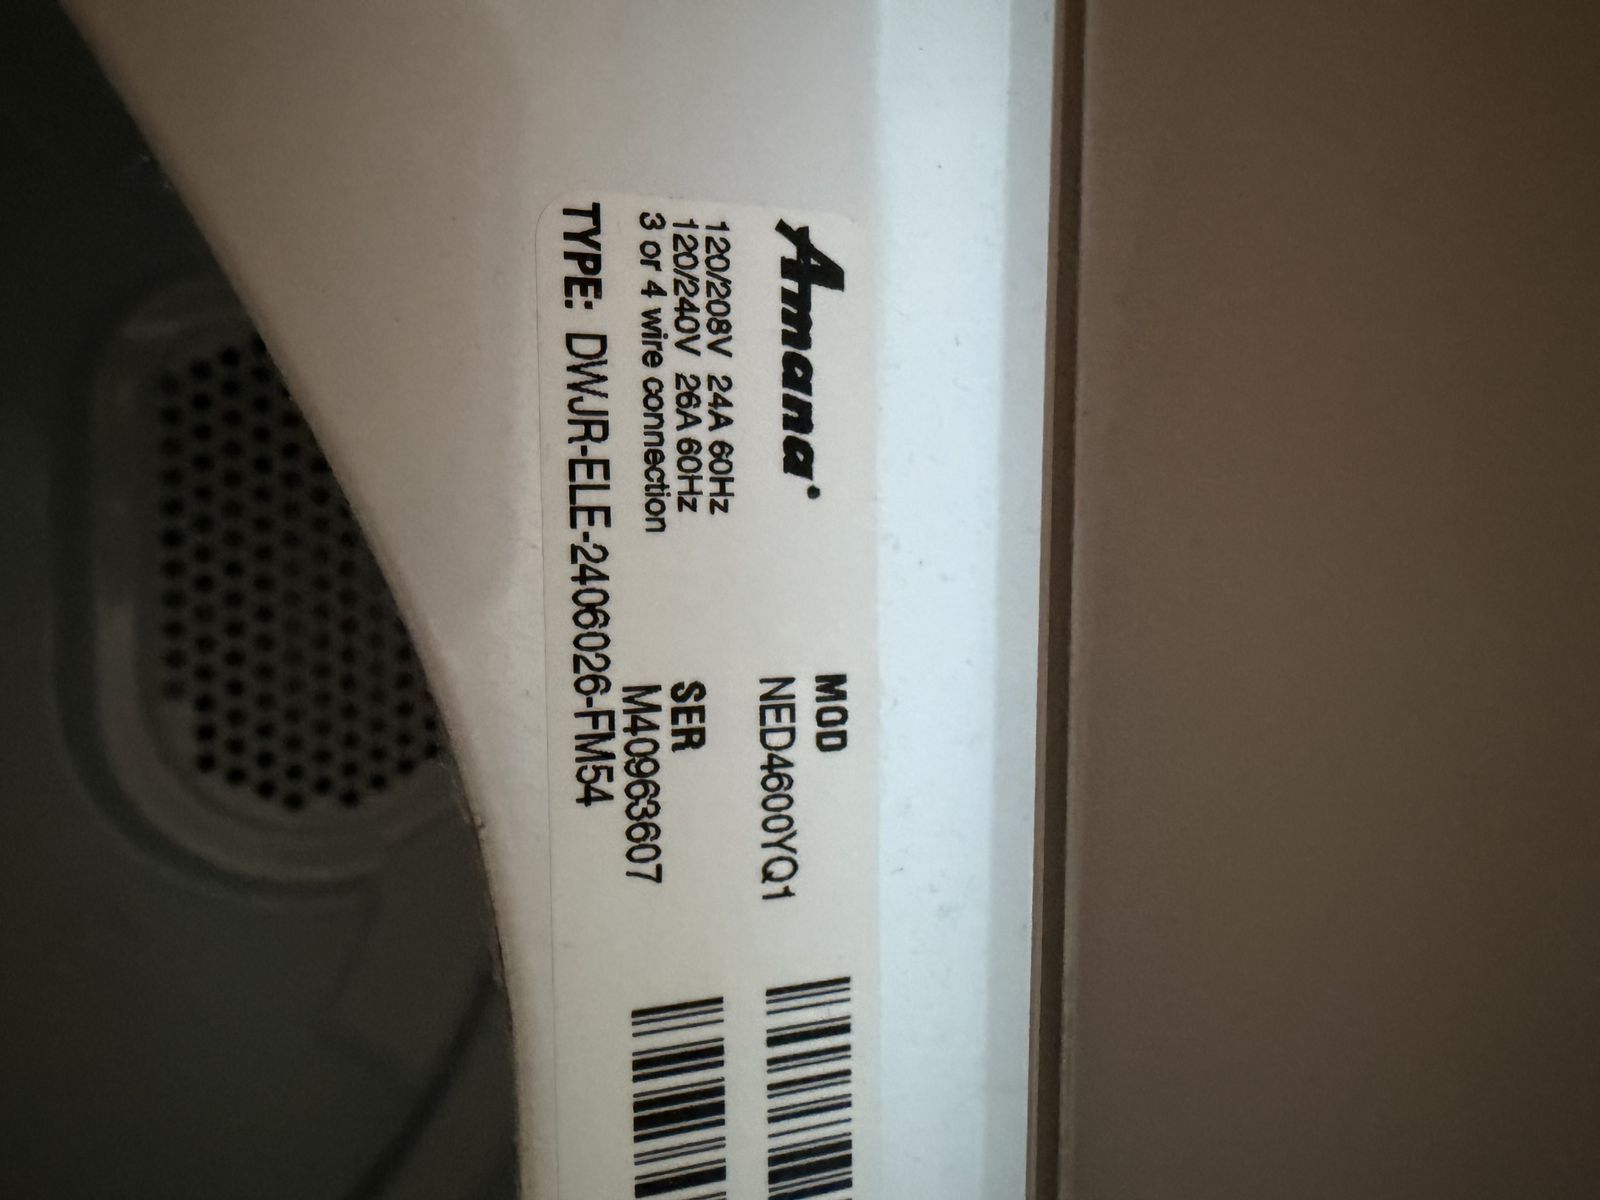 Amana®
120/208V 24A 60Hz
120/240V 26A 60Hz
3 or 4 wire connection
TYPE: DWJR-ELE-2406026-FM54
MOD
NED4600YQ1
SER
M40963607